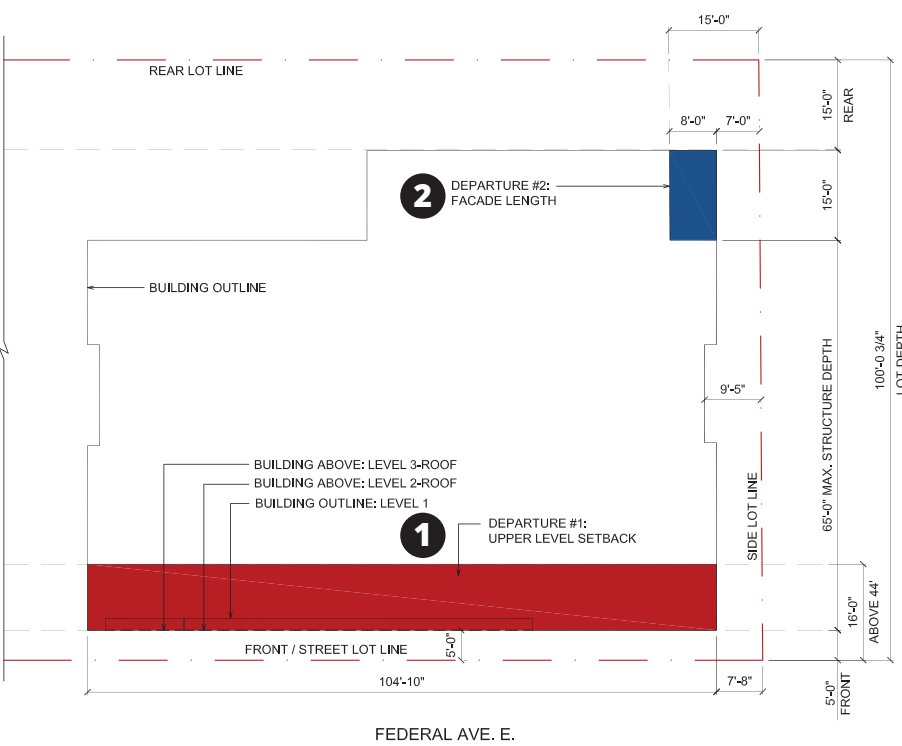 15'-0"
REAR LOT LINE
15'-0"
REAR
8'-0"
7'-0"
2
DEPARTURE #2:
FACADE LENGTH
15'-0"
BUILDING OUTLINE
100'-0 3/4"
LOT DEPTH
65'-0" MAX. STRUCTURE DEPTH
9'-5"
BUILDING ABOVE: LEVEL 3-ROOF
BUILDING ABOVE: LEVEL 2-ROOF
BUILDING OUTLINE: LEVEL 1
SIDE LOT LINE
1
DEPARTURE #1:
UPPER LEVEL SETBACK
16'-0"
ABOVE 44'
FRONT / STREET LOT LINE
5'-0"
104'-10"
7'-8"
5'-0"
FRONT
FEDERAL AVE. E.